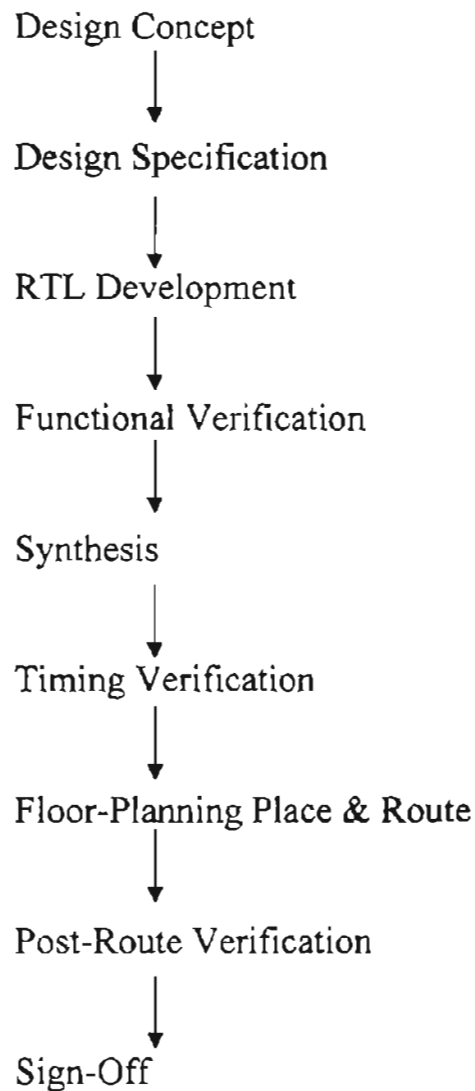 Design Concept
Design Specification
RTL Development
Functional Verification
Synthesis
Timing Verification
Floor-Planning Place & Route
Post-Route Verification
Sign-Off